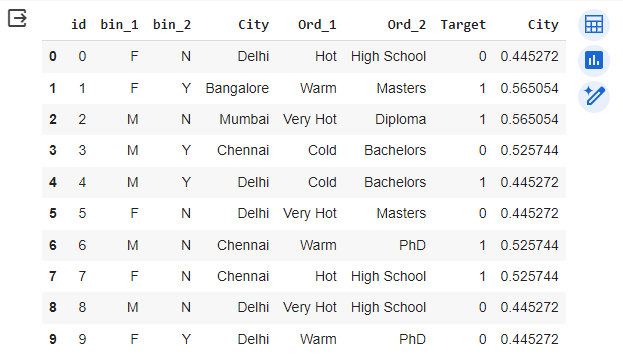 id bin_1 bin_2 City Ord_1 Ord_2 Target City
0 0 F N Delhi Hot High School 0 0.445272
1 1 F Y Bangalore Warm Masters 1 0.565054
2 2 M N Mumbai Very Hot Diploma 1 0.565054
3 3 M Y Chennai Cold Bachelors 0 0.525744
4 4 M Y Delhi Cold Bachelors 1 0.445272
5 5 F N Delhi Very Hot Masters 0 0.445272
6 6 M N Chennai Warm PhD 1 0.525744
7 7 F N Chennai Hot High School 1 0.525744
8 8 M N Delhi Very Hot High School 0 0.445272
9 9 F Y Delhi Warm PhD 0 0.445272